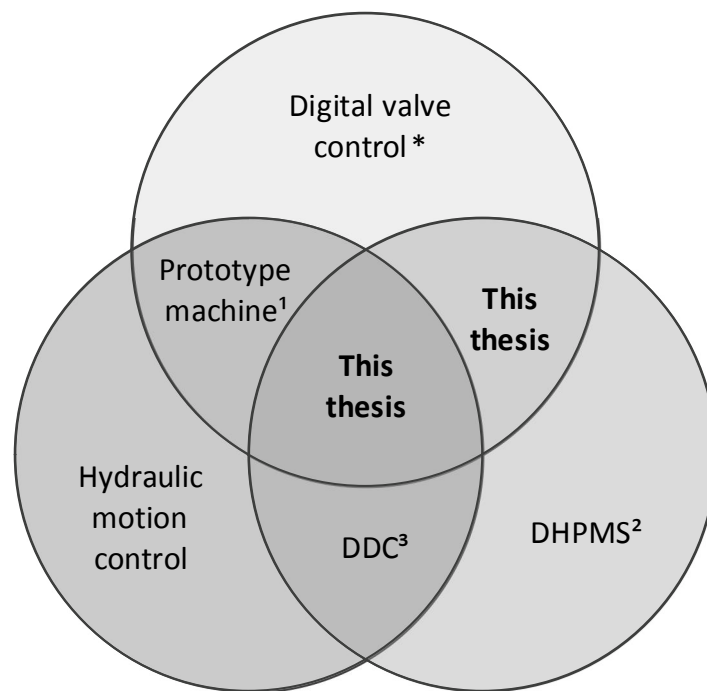 Digital valve
control *
Prototype
machine¹
This
thesis
This
thesis
Hydraulic
motion
control
DDC³
DHPMS²